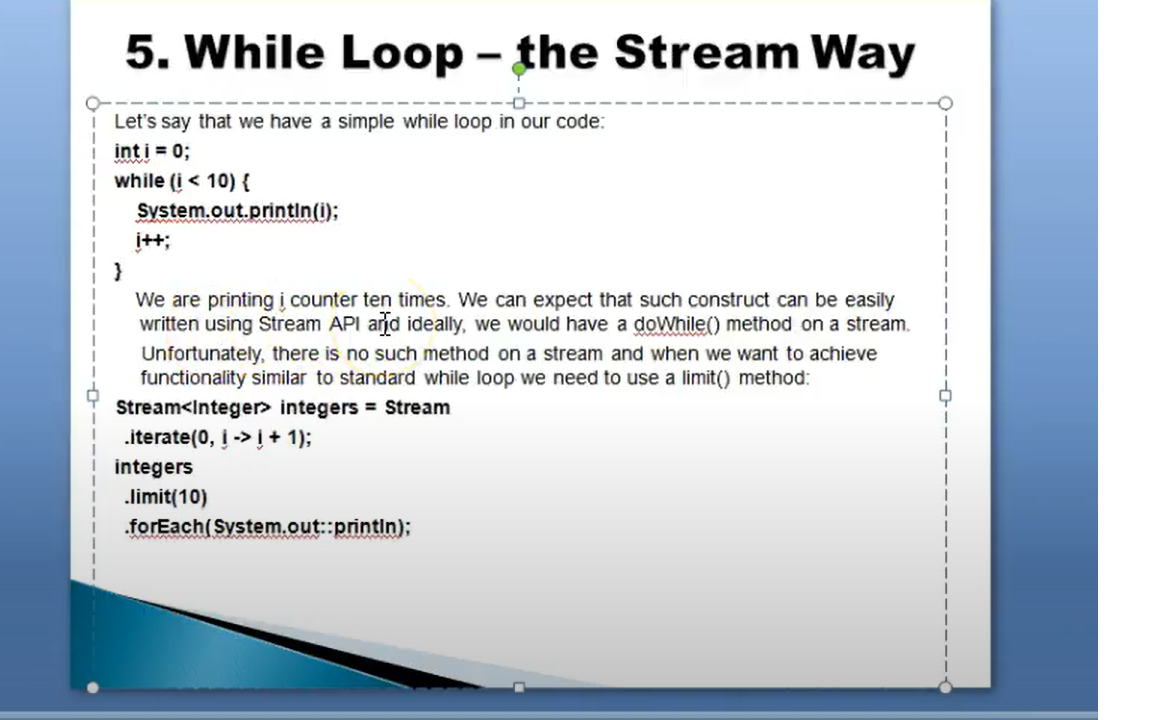 5. While Loop – the Stream Way
Let's say that we have a simple while loop in our code:
int i = 0;
while (i < 10) {
System.out.println(i);
i++;
}
We are printing i counter ten times. We can expect that such construct can be easily
written using Stream API and ideally, we would have a doWhile() method on a stream.
Unfortunately, there is no such method on a stream and when we want to achieve
functionality similar to standard while loop we need to use a limit() method:
Stream<Integer> integers = Stream
.iterate(0, i -> i + 1);
integers
.limit(10)
.forEach(System.out::println);